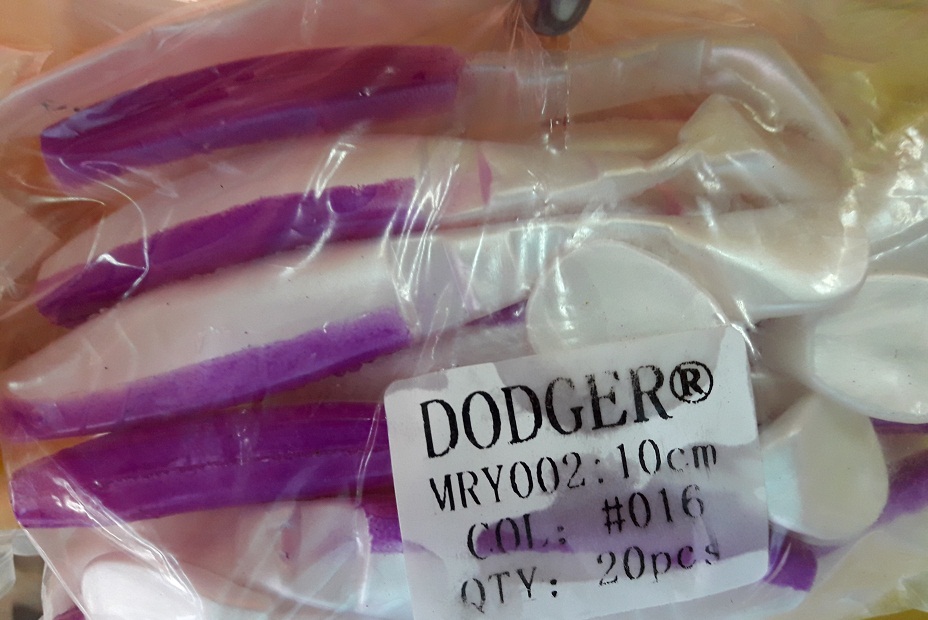 DODGER®
MRY002:10cm
COL: #016
QTY: 20pcs